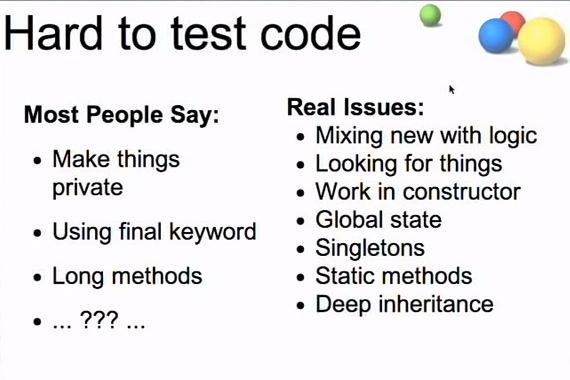 Hard to test code
Most People Say:
• Make things
private
• Using final keyword
• Long methods
• ... ??? ...
Real Issues:
• Mixing new with logic
• Looking for things
• Work in constructor
• Global state
• Singletons
• Static methods
• Deep inheritance